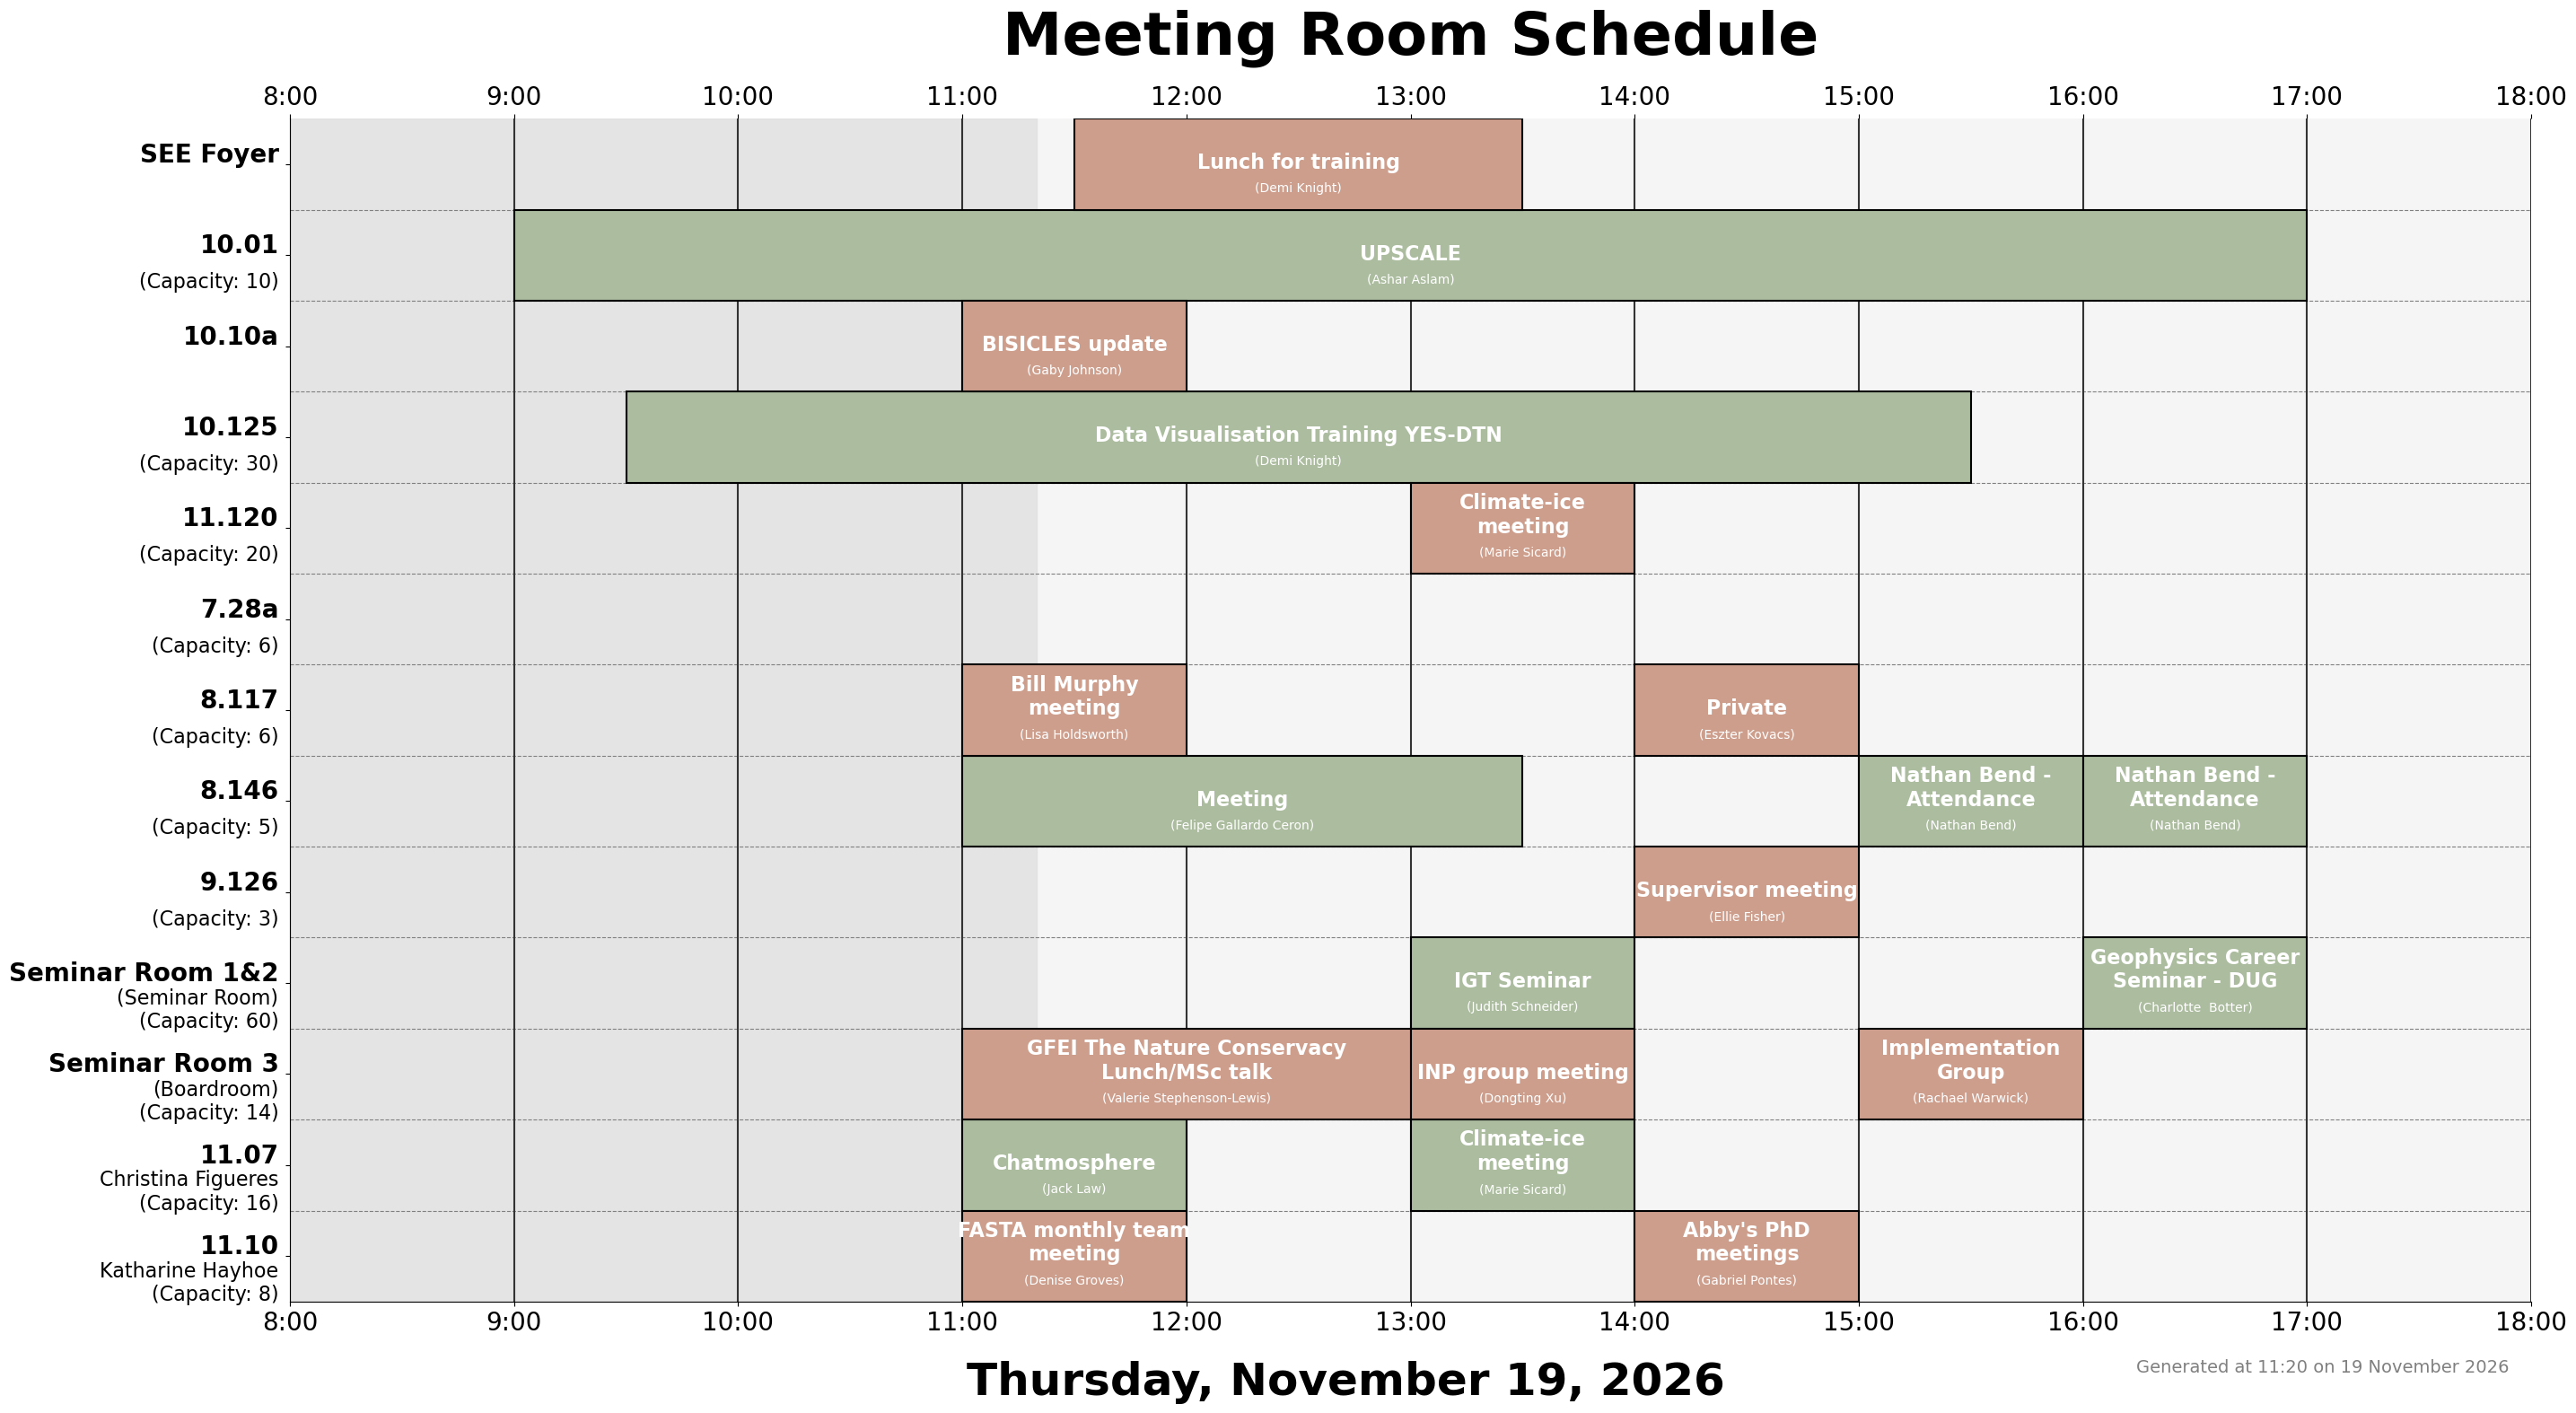 Meeting Room Schedule
8:00 9:00 10:00 11:00 12:00 13:00 14:00 15:00 16:00 17:00 18:00
SEE Foyer
Lunch for training
(Demi Knight)
10.01
(Capacity: 10)
UPSCALE
(Ashar Aslam)
10.10a
BISICLES update
(Gaby Johnson)
10.125
(Capacity: 30)
Data Visualisation Training YES-DTN
(Demi Knight)
11.120
(Capacity: 20)
Climate-ice
meeting
(Marie Sicard)
7.28a
(Capacity: 6)
8.117
(Capacity: 6)
Bill Murphy
meeting
(Lisa Holdsworth)
Private
(Eszter Kovacs)
8.146
(Capacity: 5)
Meeting
(Felipe Gallardo Ceron)
Nathan Bend -
Attendance
(Nathan Bend)
Nathan Bend -
Attendance
(Nathan Bend)
9.126
(Capacity: 3)
Supervisor meeting
(Ellie Fisher)
Seminar Room 1&2
(Seminar Room)
(Capacity: 60)
IGT Seminar
(Judith Schneider)
Geophysics Career
Seminar - DUG
(Charlotte  Botter)
Seminar Room 3
(Boardroom)
(Capacity: 14)
GFEI The Nature Conservacy
Lunch/MSc talk
(Valerie Stephenson-Lewis)
INP group meeting
(Dongting Xu)
Implementation
Group
(Rachael Warwick)
11.07
Christina Figueres
(Capacity: 16)
Chatmosphere
(Jack Law)
Climate-ice
meeting
(Marie Sicard)
11.10
Katharine Hayhoe
(Capacity: 8)
FASTA monthly team
meeting
(Denise Groves)
Abby's PhD
meetings
(Gabriel Pontes)
8:00 9:00 10:00 11:00 12:00 13:00 14:00 15:00 16:00 17:00 18:00
Thursday, November 19, 2026
Generated at 11:20 on 19 November 2026